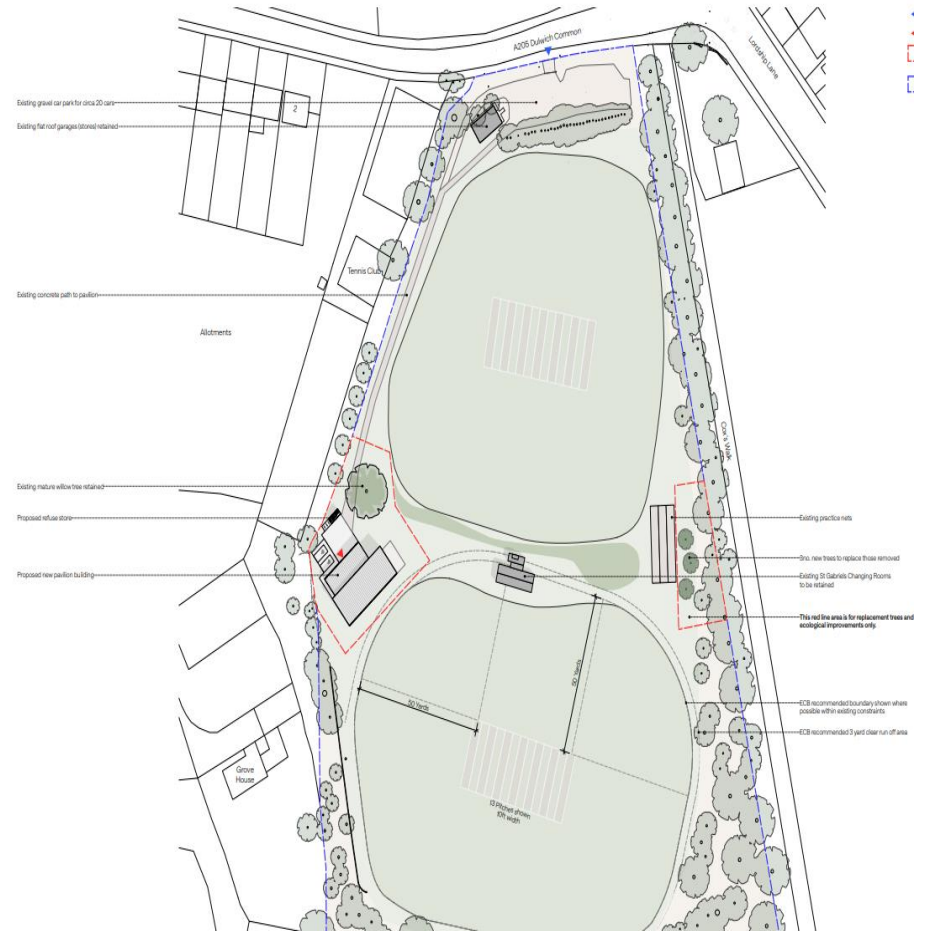 A205 Dulwich Common
Lordship Lane
Existing gravel car park for circa 20 cars
2
Existing flat roof garages (stores) retained
Tennis Club
Existing concrete path to pavilion
Allotments
Cox's Walk
Existing mature willow tree retained
Proposed refuse store
Existing practice nets
3no. new trees to replace those removed
Proposed new pavilion building
Existing St Gabriels Changing Rooms
to be retained
This red line area is for replacement trees and
ecological improvements only.
50 Yards
60 Yards
ECB recommended boundary shown where
possible within existing constraints
ECB recommended 3 yard clear run off area
Grove
House
13 Pitches shown
10ft width